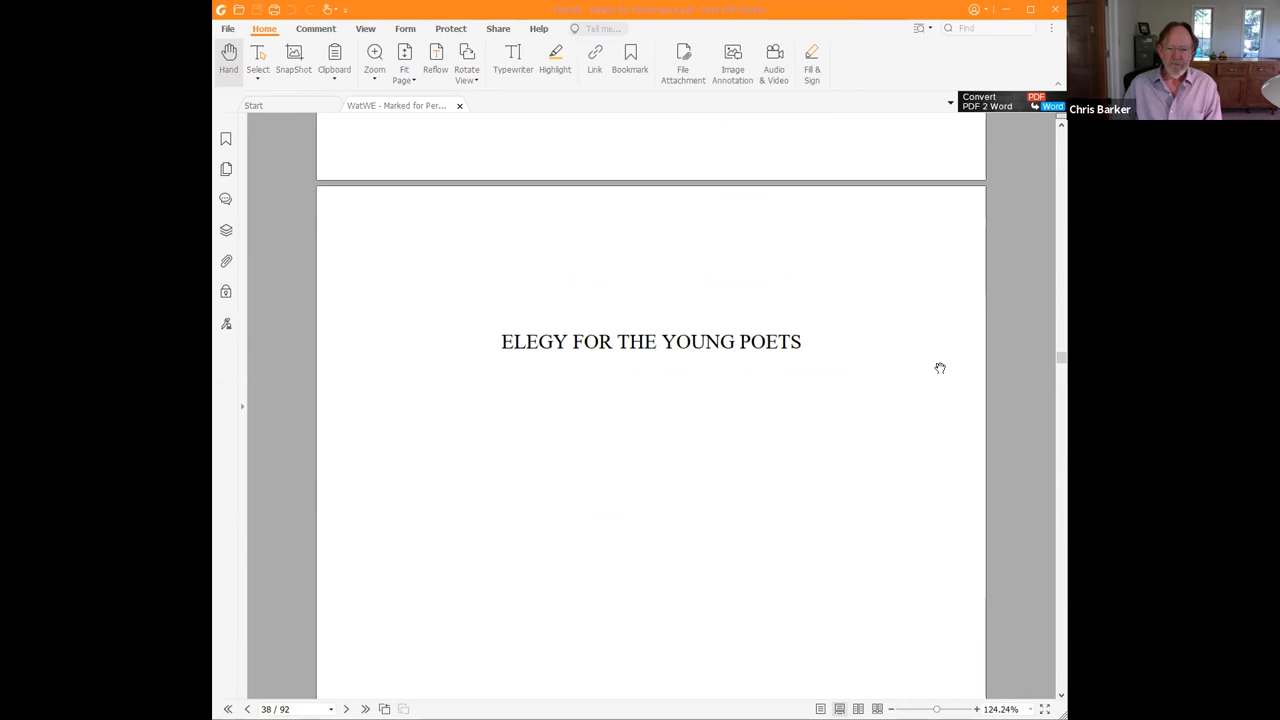 File Home Comment View Form Protect Share Help Tell me... Find
Hand Select SnapShot Clipboard Zoom Fit Page Reflow Rotate View Typewriter Highlight Link Bookmark File Attachment Image Annotation Audio & Video Fill & Sign
Start WatWE - Marked for Per...
Convert PDF
PDF 2 Word Word
Chris Barker
ELEGY FOR THE YOUNG POETS
38 / 92 124.24%